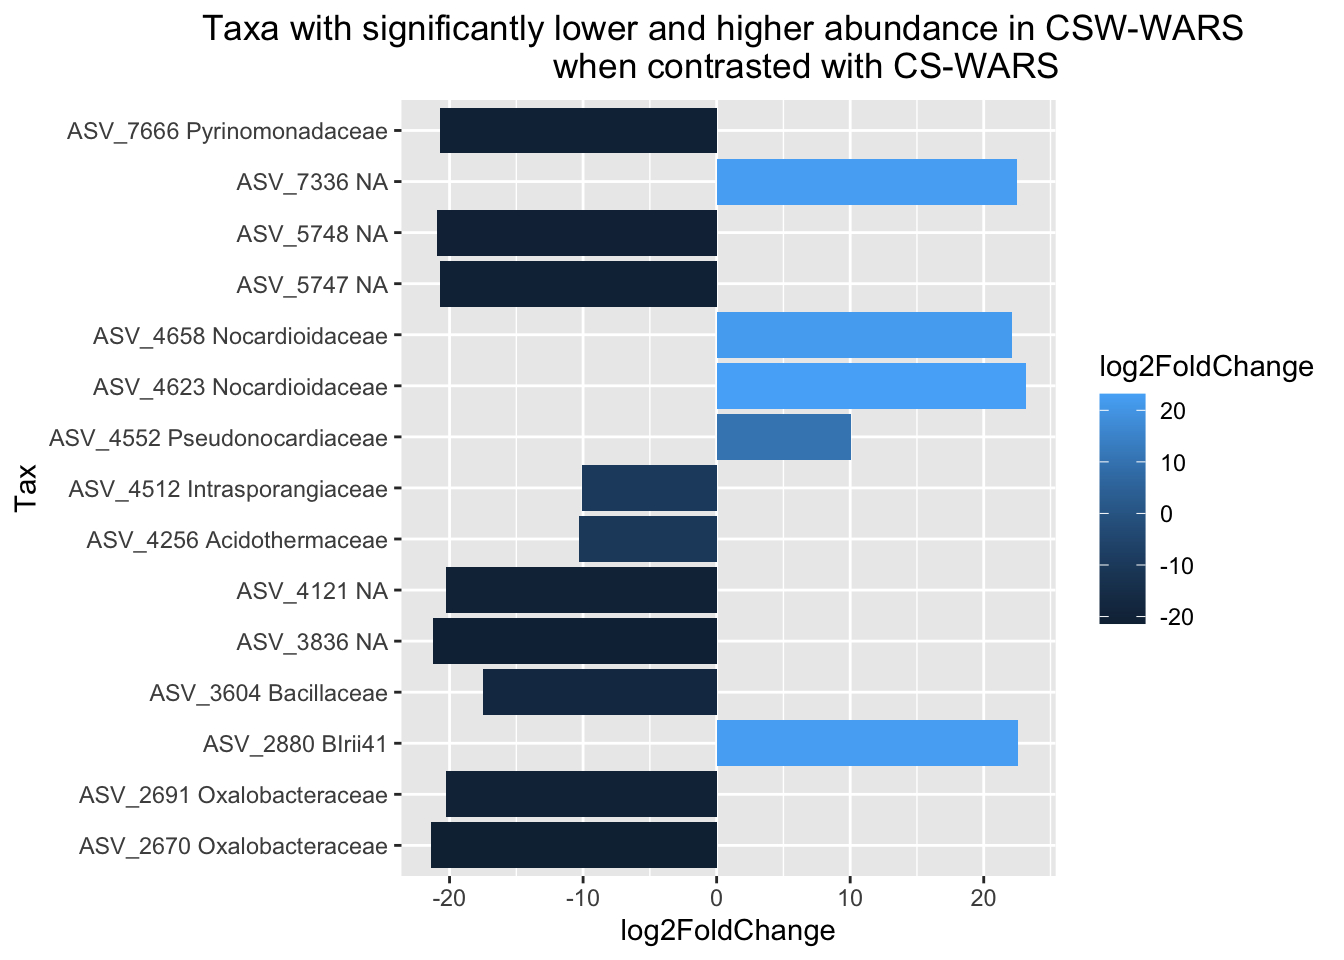 Taxa with significantly lower and higher abundance in CSW-WARS
when contrasted with CS-WARS
ASV_7666 Pyrinomonadaceae
ASV_7336 NA
ASV_5748 NA
ASV_5747 NA
ASV_4658 Nocardioidaceae
ASV_4623 Nocardioidaceae
ASV_4552 Pseudonocardiaceae
ASV_4512 Intrasporangiaceae
ASV_4256 Acidothermaceae
ASV_4121 NA
ASV_3836 NA
ASV_3604 Bacillaceae
ASV_2880 BIrii41
ASV_2691 Oxalobacteraceae
ASV_2670 Oxalobacteraceae
Tax
-20 -10 0 10 20
log2FoldChange
log2FoldChange
20
10
0
-10
-20